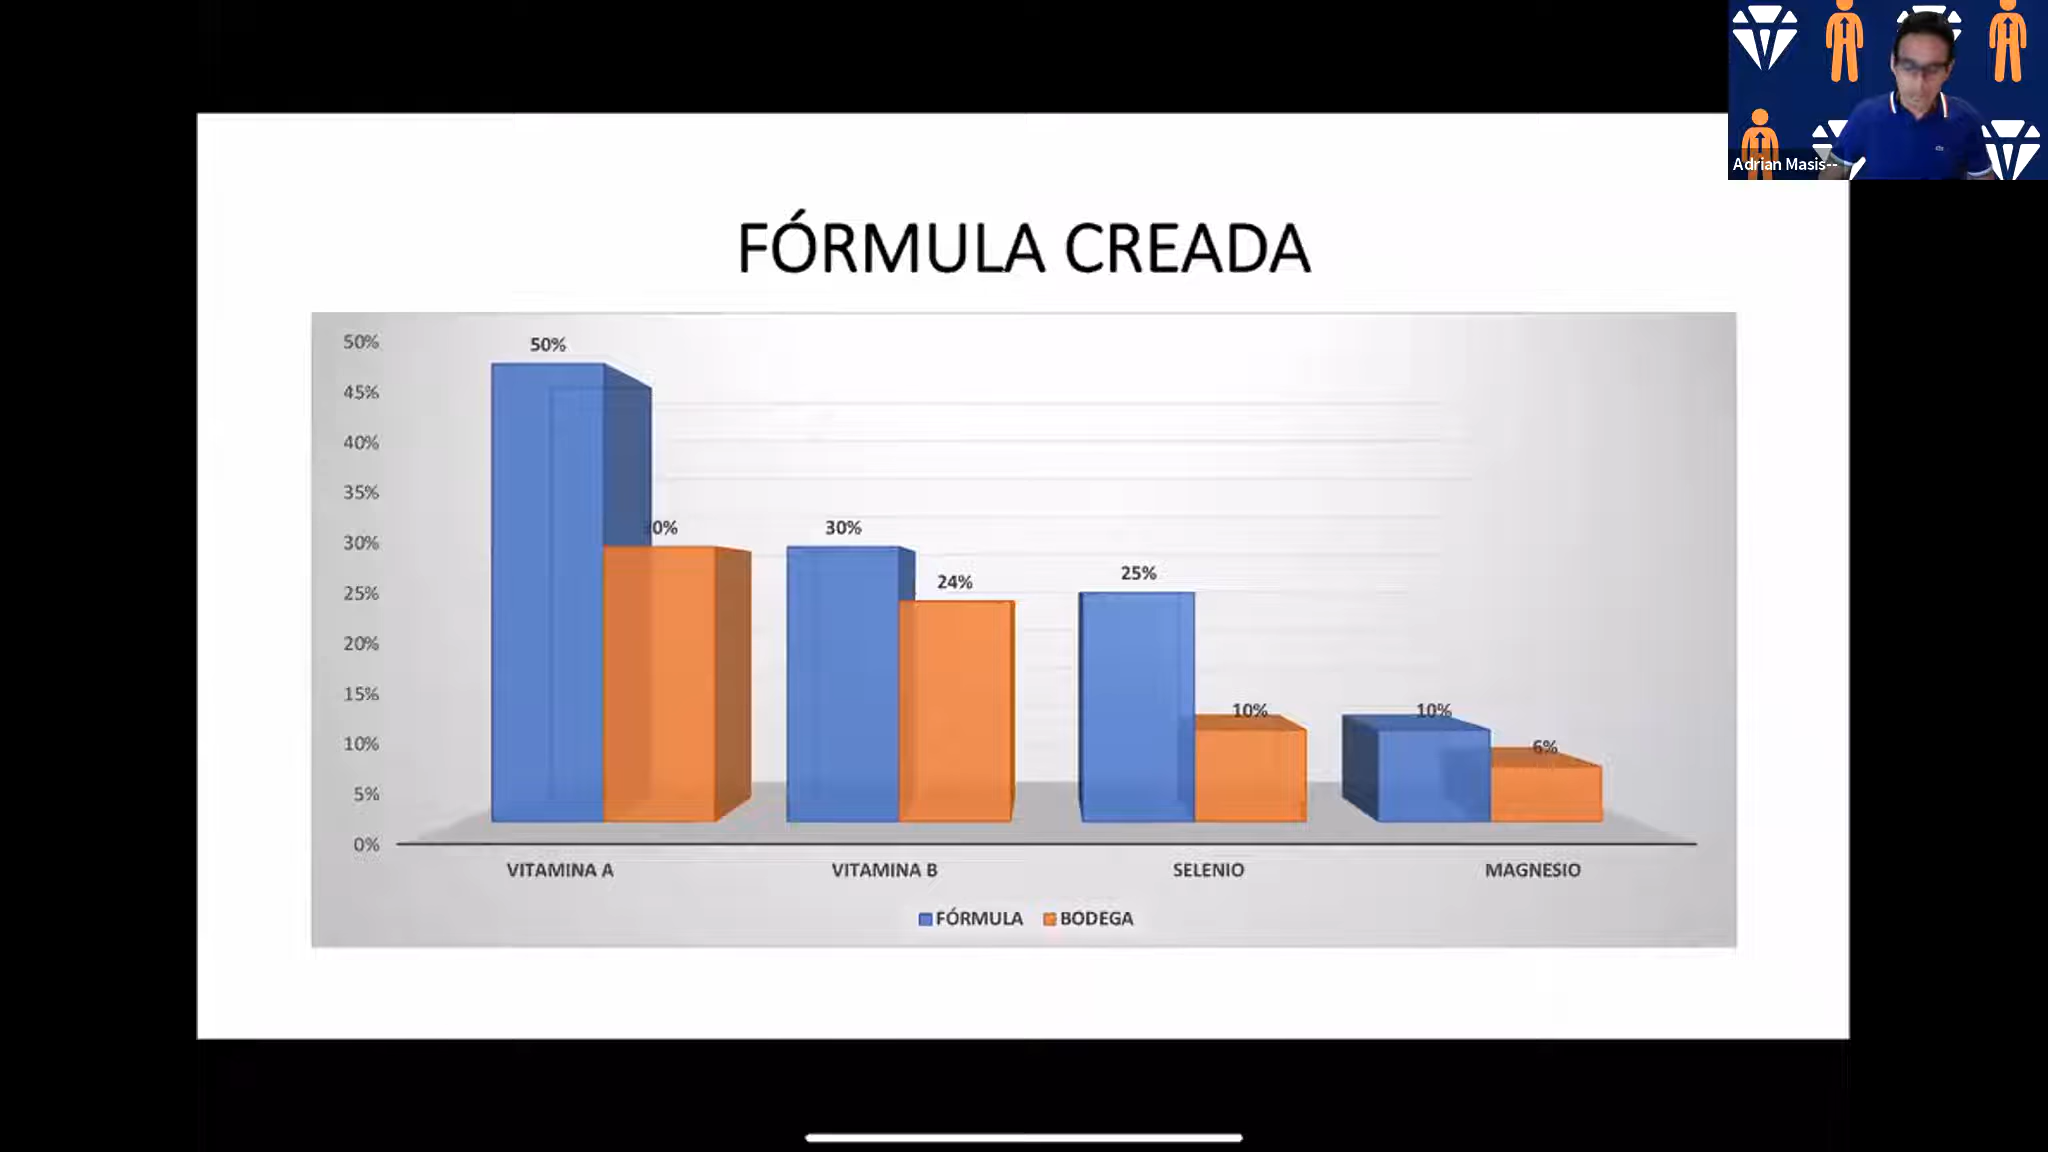 Adrian Masis--
FÓRMULA CREADA
50%
45%
40%
35%
30%
25%
20%
15%
10%
5%
0%
50%
30%
24%
25%
10%
10%
6%
VITAMINA A
VITAMINA B
SELENIO
MAGNESIO
FÓRMULA
BODEGA